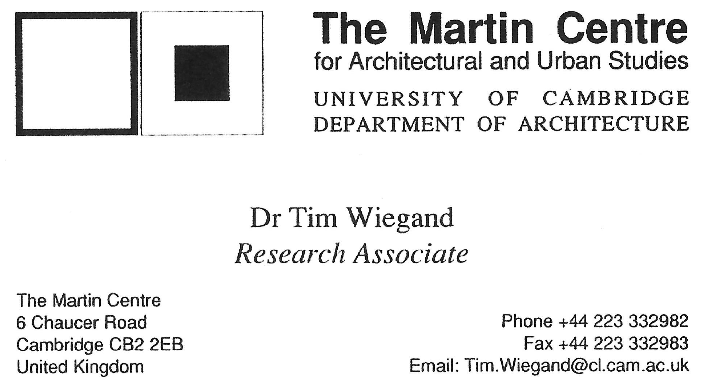 The Martin Centre
for Architectural and Urban Studies
UNIVERSITY OF CAMBRIDGE
DEPARTMENT OF ARCHITECTURE
Dr Tim Wiegand
Research Associate
The Martin Centre
6 Chaucer Road
Cambridge CB2 2EB
United Kingdom
Phone +44 223 332982
Fax +44 223 332983
Email: Tim.Wiegand@cl.cam.ac.uk